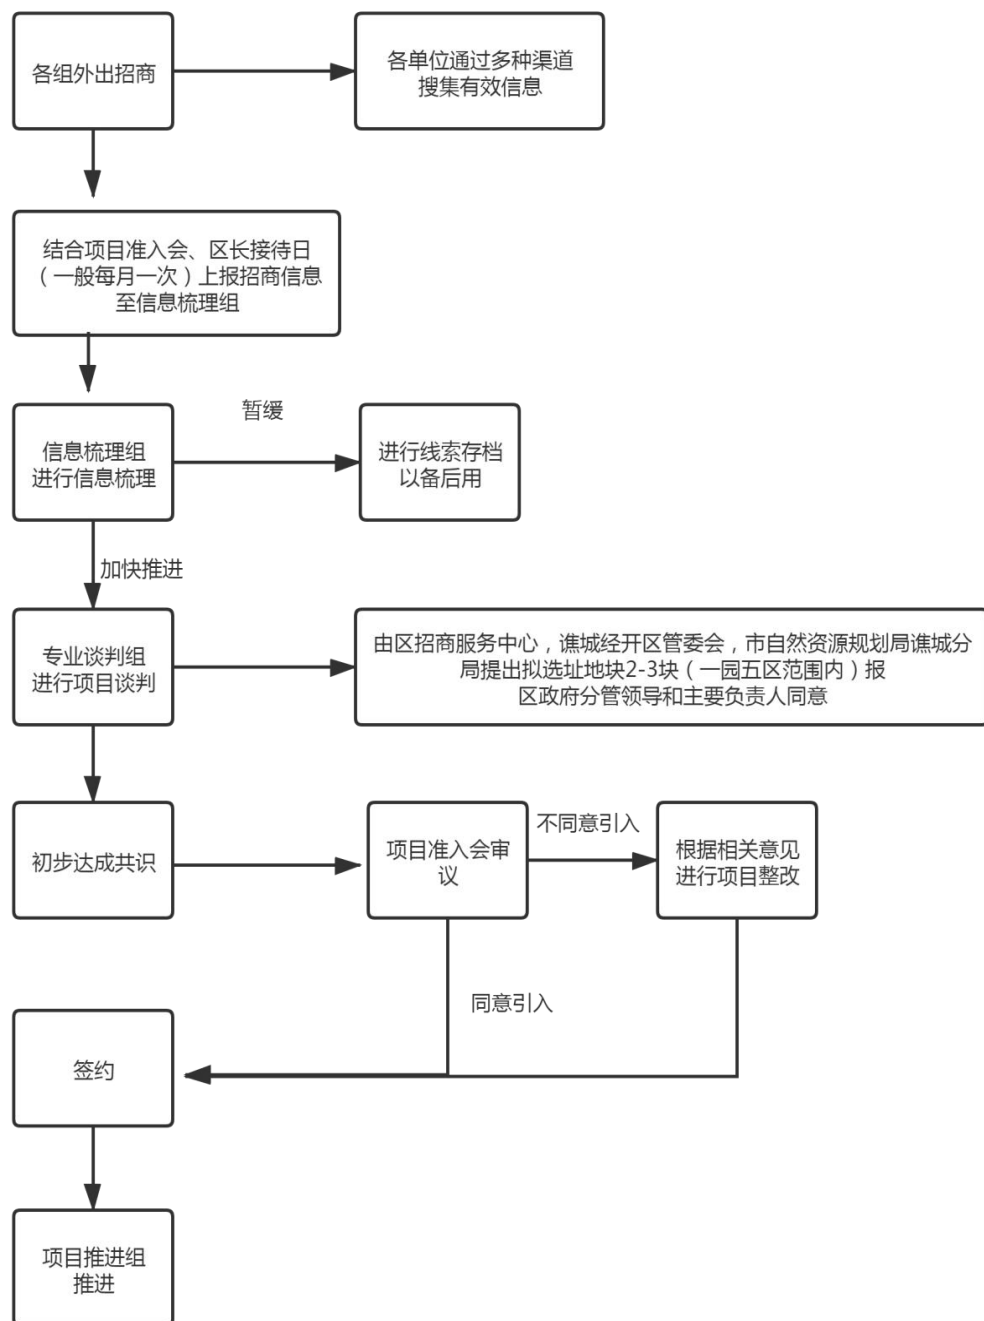 各组外出招商
各单位通过多种渠道
搜集有效信息
结合项目准入会、区长接待日
（一般每月一次）上报招商信息
至信息梳理组
暂缓
信息梳理组
进行信息梳理
进行线索存档
以备后用
加快推进
专业谈判组
进行项目谈判
由区招商服务中心，谯城经开区管委会，市自然资源规划局谯城分
局提出拟选址地块2-3块（一园五区范围内）报
区政府分管领导和主要负责人同意
初步达成共识
项目准入会审
议
不同意引入
根据相关意见
进行项目整改
同意引入
签约
项目推进组
推进